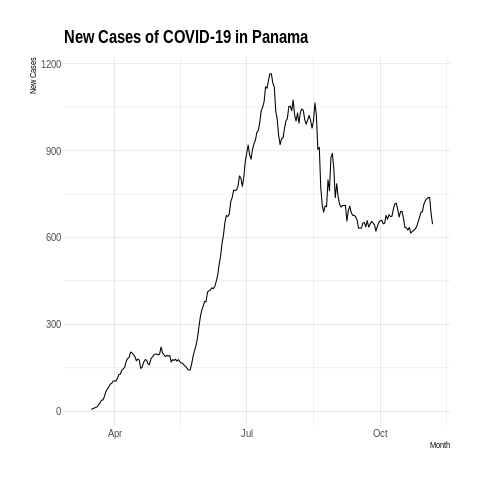 New Cases of COVID-19 in Panama
New Cases
1200
900
600
300
0
Apr
Jul
Oct
Month